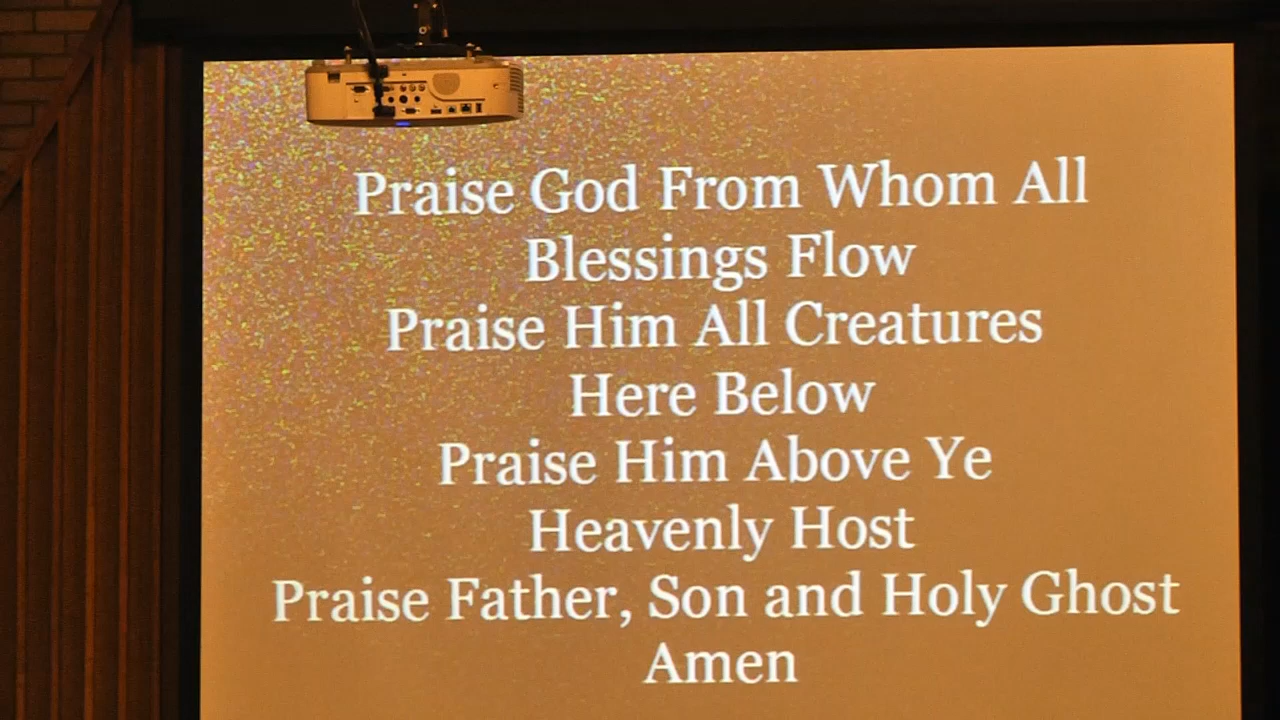 Praise God From Whom All
Blessings Flow
Praise Him All Creatures
Here Below
Praise Him Above Ye
Heavenly Host
Praise Father, Son and Holy Ghost
Amen